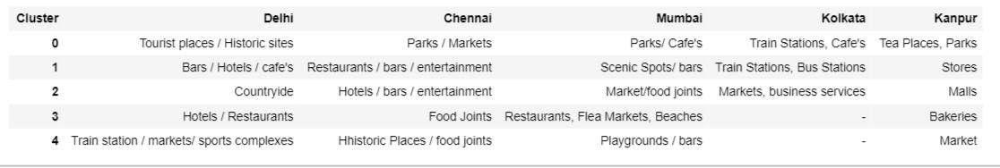 Cluster Delhi Chennai Mumbai Kolkata Kanpur
0 Tourist places / Historic sites Parks / Markets Parks/ Cafe's Train Stations, Cafe's Tea Places, Parks
1 Bars / Hotels / cafe's Restaurants / bars / entertainment Scenic Spots/ bars Train Stations, Bus Stations Stores
2 Countryide Hotels / bars / entertainment Market/food joints Markets, business services Malls
3 Hotels / Restaurants Food Joints Restaurants, Flea Markets, Beaches - Bakeries
4 Train station / markets/ sports complexes Hhistoric Places / food joints Playgrounds / bars - Market